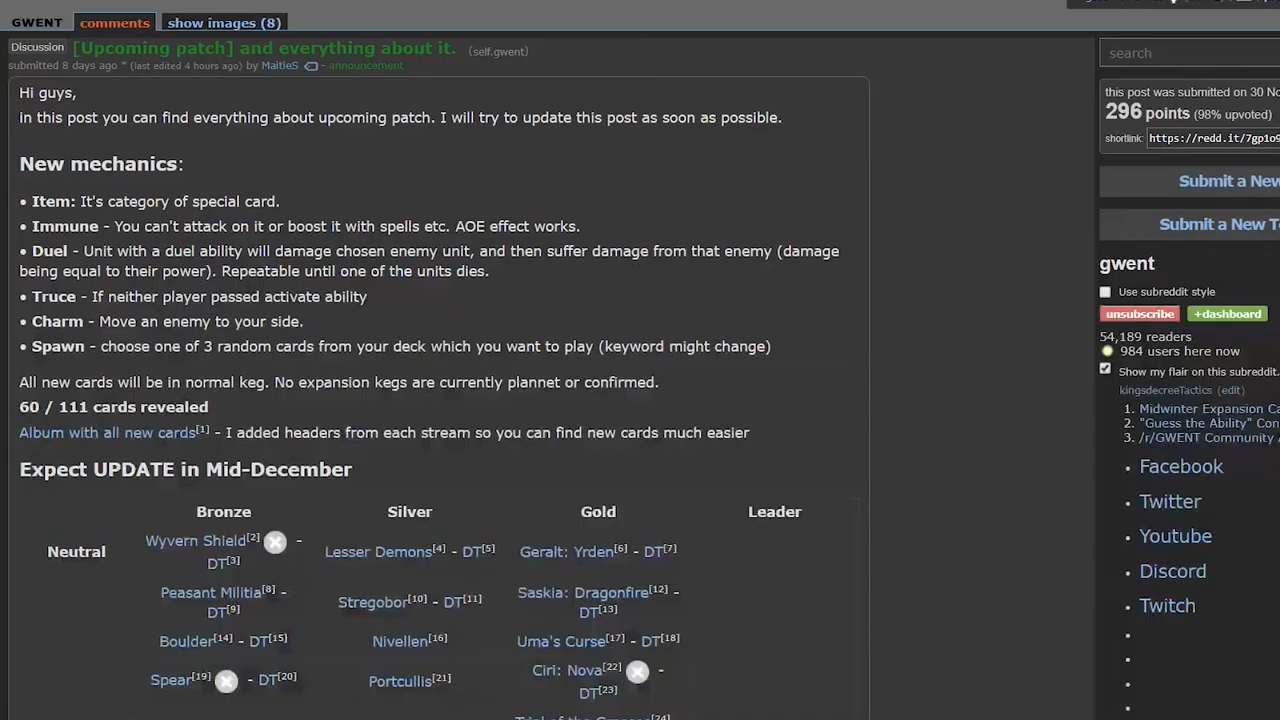 GWENT comments show images (8)
Discussion [Upcoming patch] and everything about it. (self.gwent)
submitted 8 days ago * (last edited 4 hours ago) by MaitieS - announcement
Hi guys,
in this post you can find everything about upcoming patch. I will try to update this post as soon as possible.
New mechanics:
• Item: It's category of special card.
• Immune - You can't attack on it or boost it with spells etc. AOE effect works.
• Duel - Unit with a duel ability will damage chosen enemy unit, and then suffer damage from that enemy (damage
being equal to their power). Repeatable until one of the units dies.
• Truce - If neither player passed activate ability
• Charm - Move an enemy to your side.
• Spawn - choose one of 3 random cards from your deck which you want to play (keyword might change)
All new cards will be in normal keg. No expansion kegs are currently plannet or confirmed.
60 / 111 cards revealed
Album with all new cards[1] - I added headers from each stream so you can find new cards much easier
Expect UPDATE in Mid-December
Bronze Silver Gold Leader
Neutral
Wyvern Shield[2] -
DT[3]
Lesser Demons[4] - DT[5]
Geralt: Yrden[6] - DT[7]
Peasant Militia[8] -
DT[9]
Stregobor[10] - DT[11]
Saskia: Dragonfire[12] -
DT[13]
Boulder[14] - DT[15]
Nivellen[16]
Uma's Curse[17] - DT[18]
Spear[19] - DT[20]
Portcullis[21]
Ciri: Nova[22] -
DT[23]
search
this post was submitted on 30 No
296 points (98% upvoted)
shortlink: https://redd.it/7gp1o9
Submit a New
Submit a New T
gwent
Use subreddit style
unsubscribe +dashboard
54,189 readers
984 users here now
Show my flair on this subreddit.
kingsdecreeTactics (edit)
1. Midwinter Expansion Ca
2. "Guess the Ability" Con
3. /r/GWENT Community
• Facebook
• Twitter
• Youtube
• Discord
• Twitch